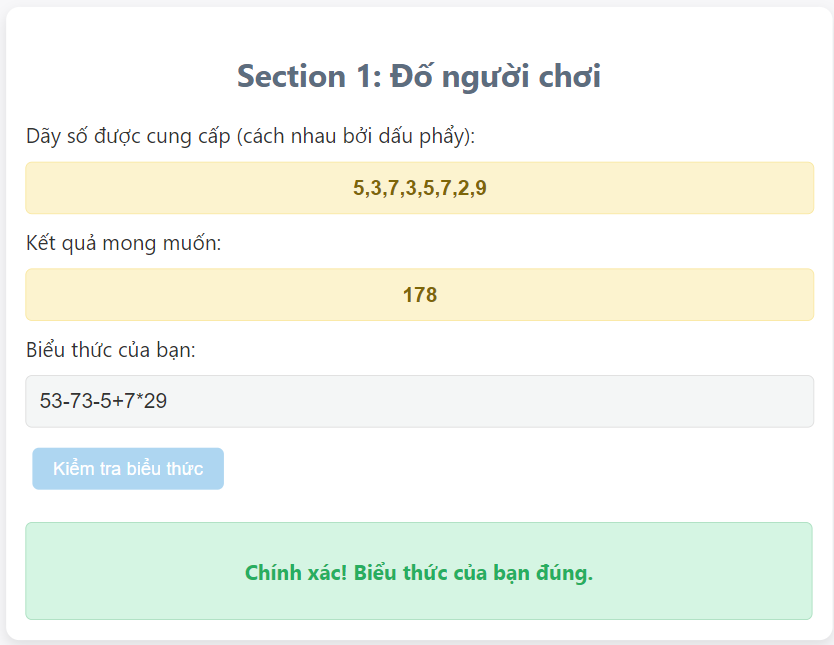 Section 1: Đố người chơi
Dãy số được cung cấp (cách nhau bởi dấu phẩy):
5,3,7,3,5,7,2,9
Kết quả mong muốn:
178
Biểu thức của bạn:
53-73-5+7*29
Kiểm tra biểu thức
Chính xác! Biểu thức của bạn đúng.